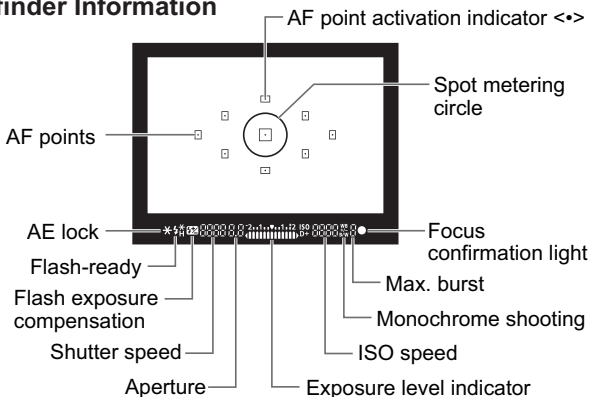 finder Information
AF point activation indicator <•>
Spot metering
circle
AF points
AE lock
Focus
confirmation light
Flash-ready
Max. burst
Flash exposure
compensation
Monochrome shooting
Shutter speed
ISO speed
Aperture
Exposure level indicator